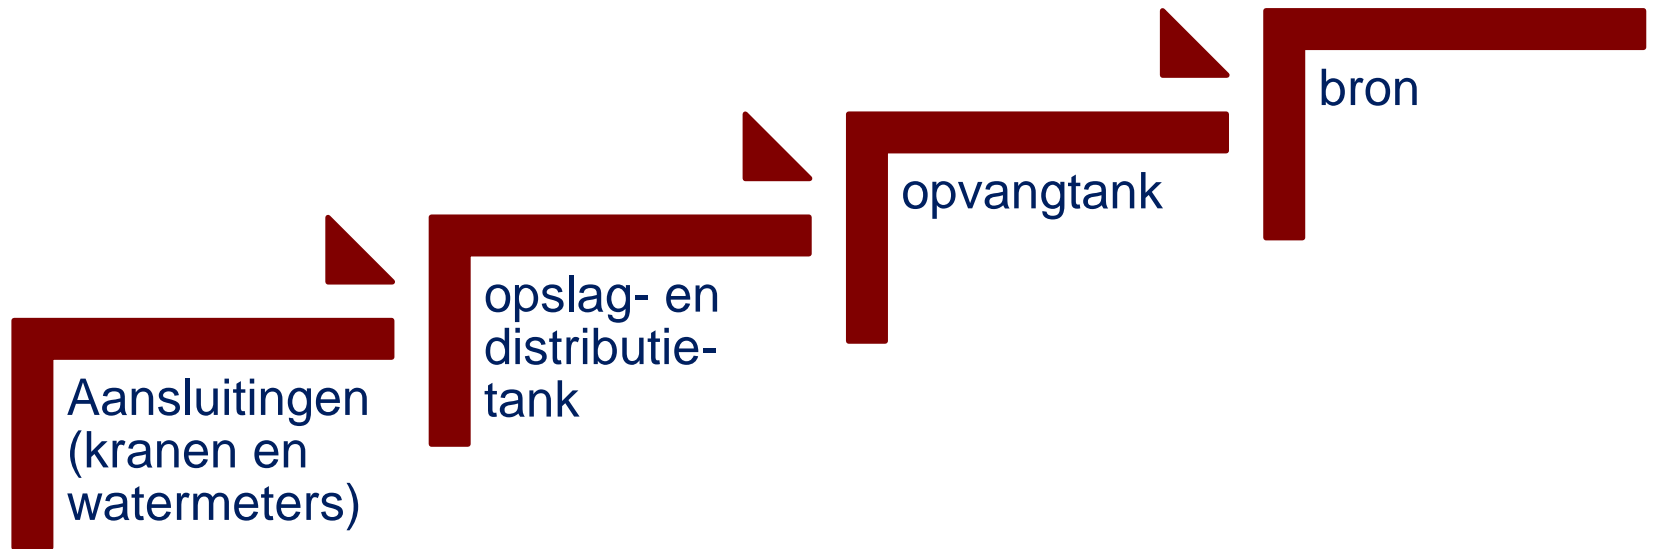 bron
opvangtank
opslag- en
distributie-
tank
Aansluitingen
(kranen en
watermeters)